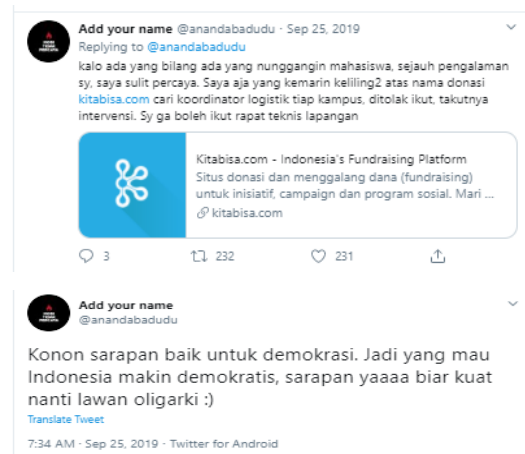 Add your name @anandabadudu · Sep 25, 2019
Replying to @anandabadudu
kalo ada yang bilang ada yang nunggangin mahasiswa, sejauh pengalaman
sy, saya sulit percaya. Saya aja yang kemarin keliling2 atas nama donasi
kitabisa.com cari koordinator logistik tiap kampus, ditolak ikut, takutnya
intervensi. Sy ga boleh ikut rapat teknis lapangan
Kitabisa.com - Indonesia's Fundraising Platform
Situs donasi dan menggalang dana (fundraising)
untuk inisiatif, campaign dan program sosial. Mari ...
kitabisa.com
3 232 231
Add your name
@anandabadudu
Konon sarapan baik untuk demokrasi. Jadi yang mau
Indonesia makin demokratis, sarapan yaaaa biar kuat
nanti lawan oligarki :)
Translate Tweet
7:34 AM · Sep 25, 2019 · Twitter for Android